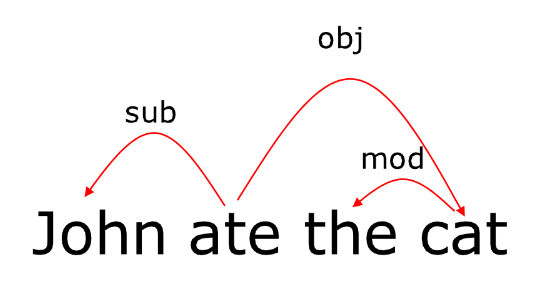 obj
sub
mod
John ate the cat